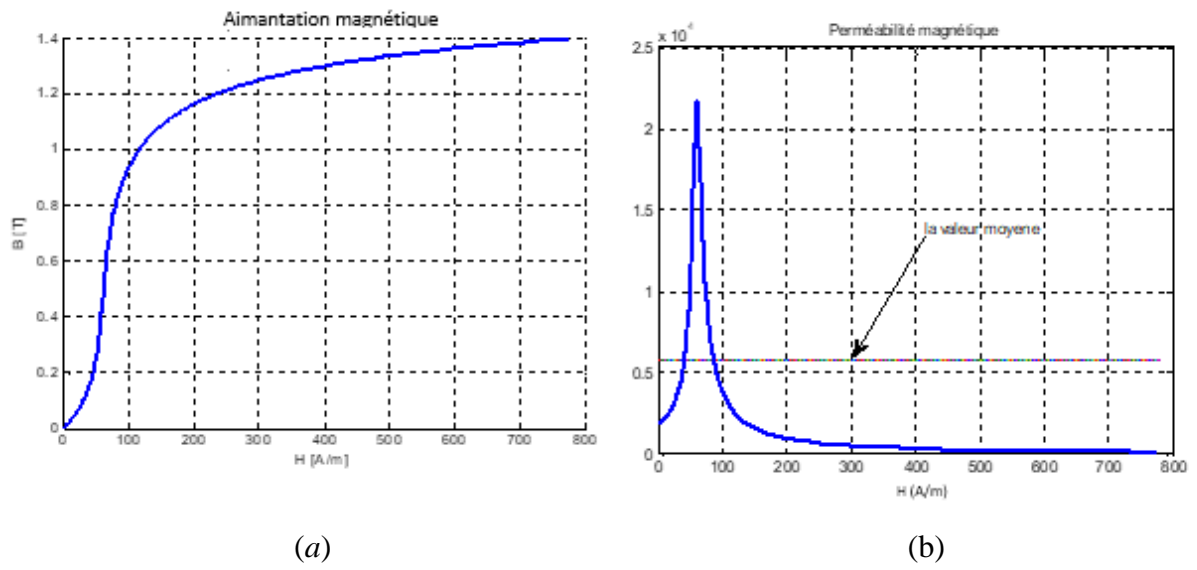 Aimantation magnétique
1.4
1.2
1
0.8
0.6
0.4
0.2
0
B [T]
0 100 200 300 400 500 600 700 800
H [A/m]
(a)
Perméabilité magnétique
x 10^4
2.5
2
1.5
1
0.5
0
la valeur moyene
0 100 200 300 400 500 600 700 800
H (A/m)
(b)